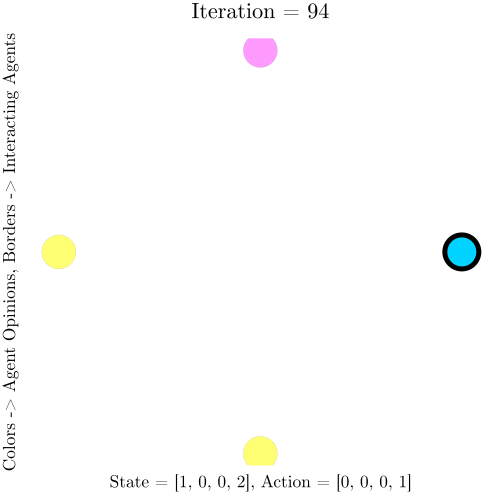 Iteration = 94
Colors -> Agent Opinions, Borders -> Interacting Agents
State = [1, 0, 0, 2], Action = [0, 0, 0, 1]